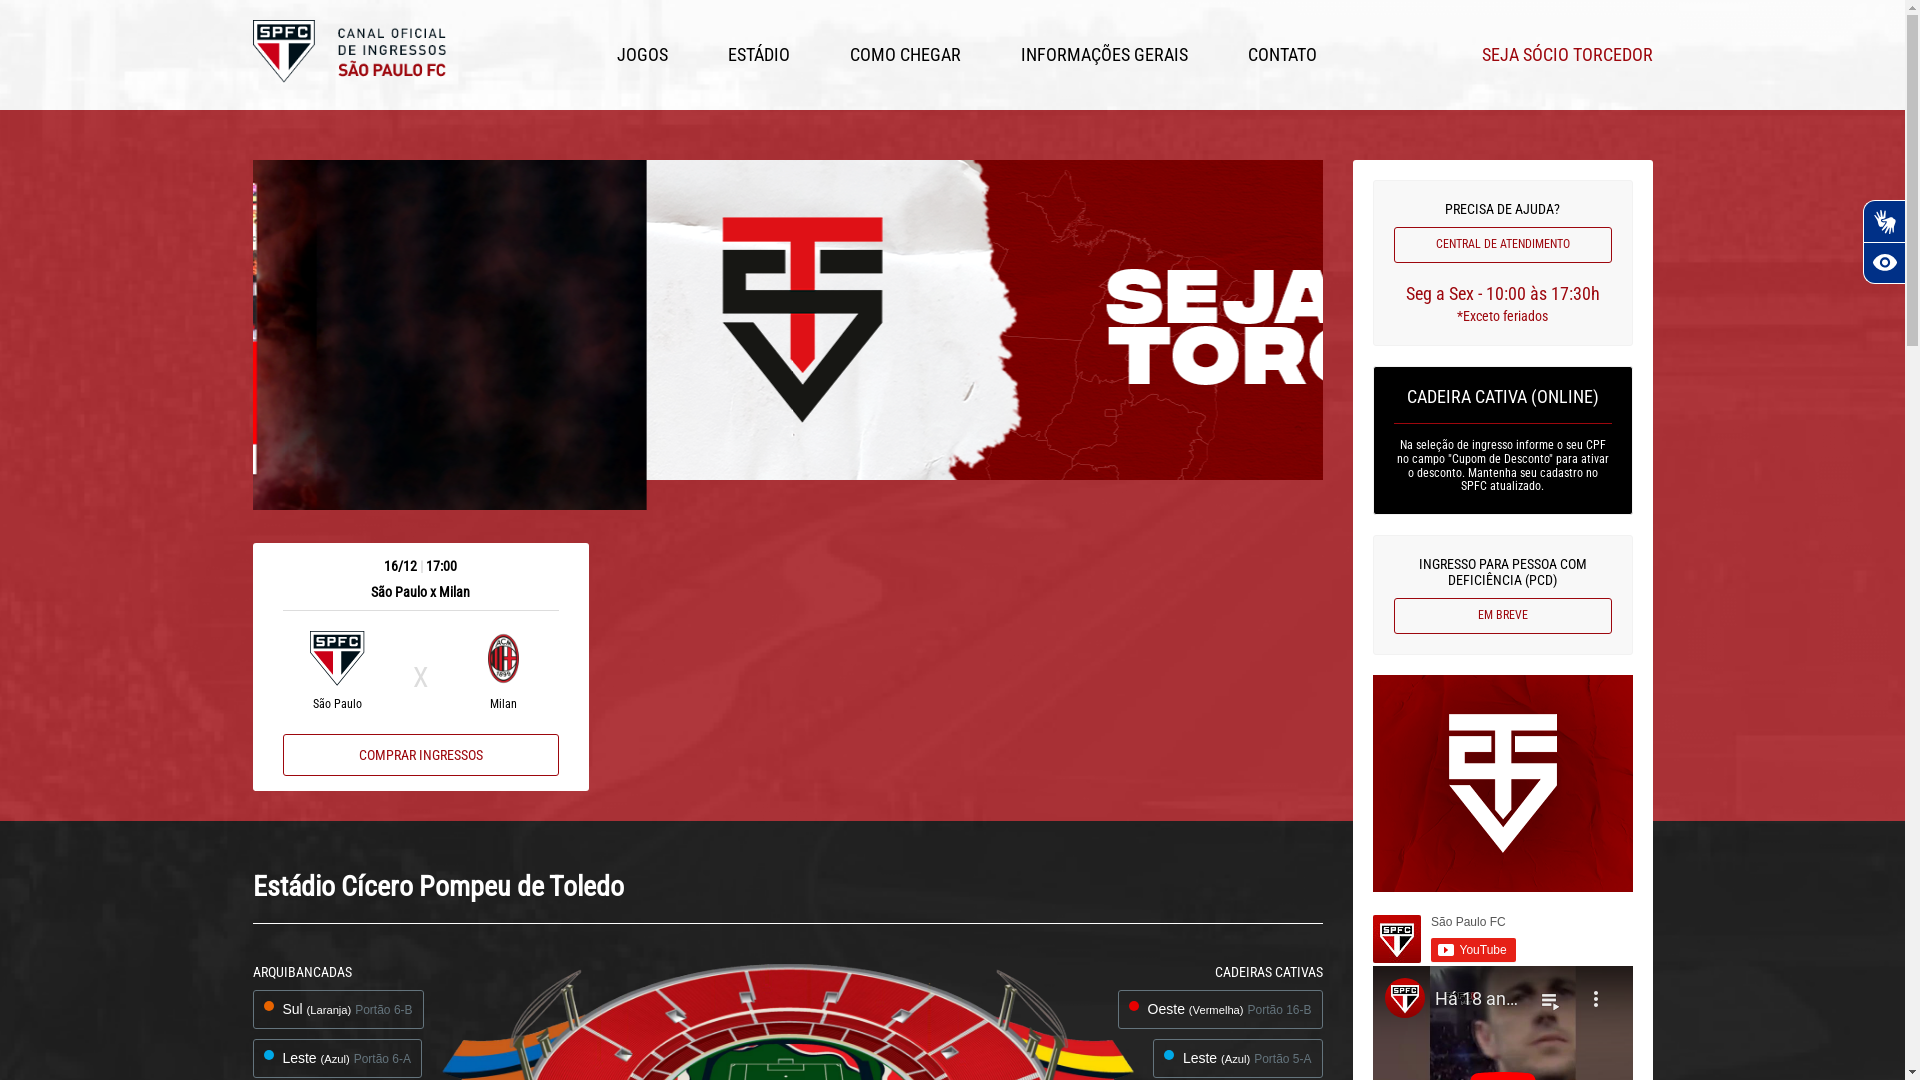 SPFC
CANAL OFICIAL
DE INGRESSOS
SÃO PAULO FC
JOGOS
ESTÁDIO
COMO CHEGAR
INFORMAÇÕES GERAIS
CONTATO
SEJA SÓCIO TORCEDOR
SEJA
TORC
16/12 | 17:00
São Paulo x Milan
SPFC
X
São Paulo
Milan
COMPRAR INGRESSOS
PRECISA DE AJUDA?
CENTRAL DE ATENDIMENTO
Seg a Sex - 10:00 às 17:30h
*Exceto feriados
CADEIRA CATIVA (ONLINE)
Na seleção de ingresso informe o seu CPF
no campo "Cupom de Desconto" para ativar
o desconto. Mantenha seu cadastro no
SPFC atualizado.
INGRESSO PARA PESSOA COM
DEFICIÊNCIA (PCD)
EM BREVE
SPFC
São Paulo FC
YouTube
SPFC
Há 18 an...
Estádio Cícero Pompeu de Toledo
ARQUIBANCADAS
Sul (Laranja) Portão 6-B
Leste (Azul) Portão 6-A
CADEIRAS CATIVAS
Oeste (Vermelha) Portão 16-B
Leste (Azul) Portão 5-A